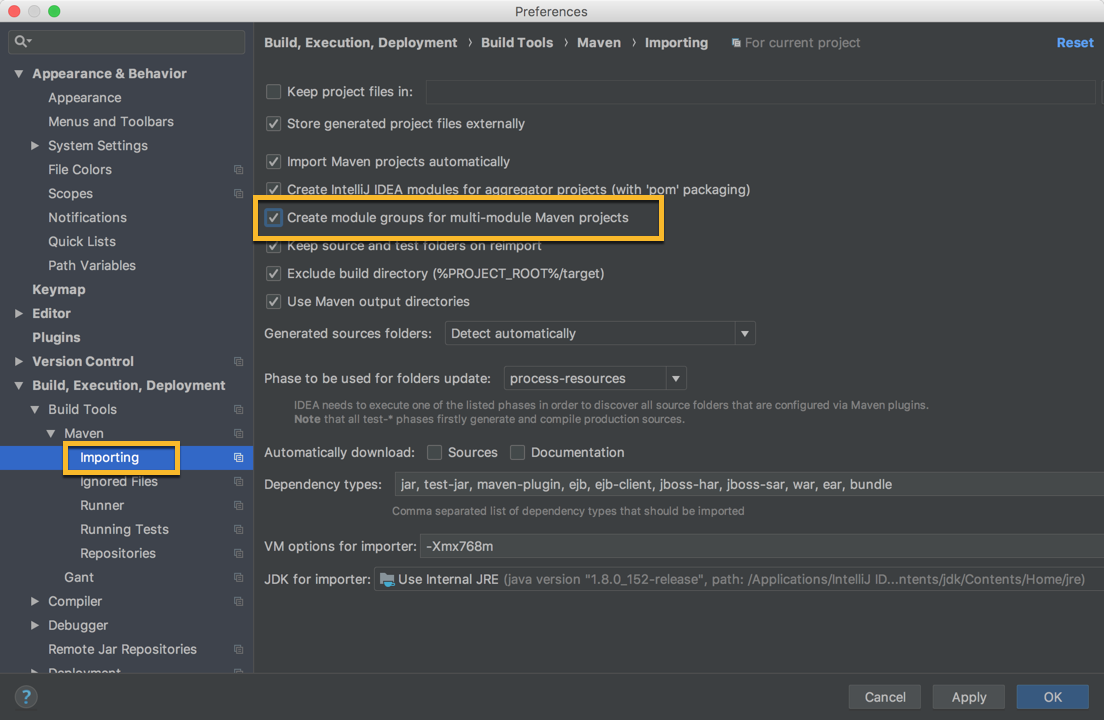 Preferences
Appearance & Behavior
Appearance
Menus and Toolbars
System Settings
File Colors
Scopes
Notifications
Quick Lists
Path Variables
Keymap
Editor
Plugins
Version Control
Build, Execution, Deployment
Build Tools
Maven
Importing
Ignored Files
Runner
Running Tests
Repositories
Gant
Compiler
Debugger
Remote Jar Repositories
Deployment
Build, Execution, Deployment › Build Tools › Maven › Importing For current project Reset
Keep project files in:
Store generated project files externally
Import Maven projects automatically
Create IntelliJ IDEA modules for aggregator projects (with 'pom' packaging)
Create module groups for multi-module Maven projects
Keep source and test folders on reimport
Exclude build directory (%PROJECT_ROOT%/target)
Use Maven output directories
Generated sources folders: Detect automatically
Phase to be used for folders update: process-resources
IDEA needs to execute one of the listed phases in order to discover all source folders that are configured via Maven plugins.
Note that all test-* phases firstly generate and compile production sources.
Automatically download: Sources Documentation
Dependency types: jar, test-jar, maven-plugin, ejb, ejb-client, jboss-har, jboss-sar, war, ear, bundle
Comma separated list of dependency types that should be imported
VM options for importer: -Xmx768m
JDK for importer: Use Internal JRE (java version "1.8.0_152-release", path: /Applications/IntelliJ ID...ntents/jdk/Contents/Home/jre)
? Cancel Apply OK